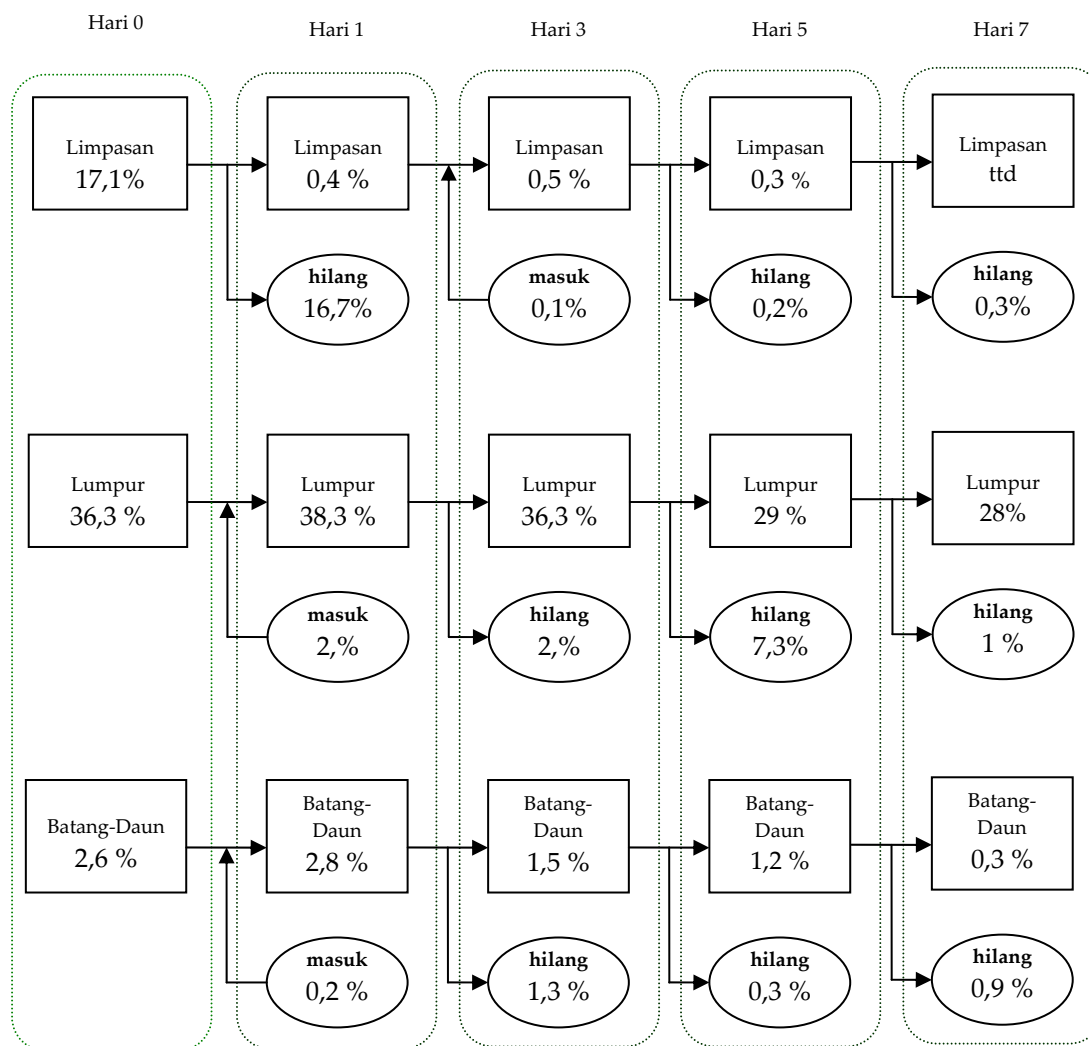 Hari 0
Hari 1
Hari 3
Hari 5
Hari 7
Limpasan
17,1%
Limpasan
0,4 %
Limpasan
0,5 %
Limpasan
0,3 %
Limpasan
ttd
hilang
16,7%
masuk
0,1%
hilang
0,2%
hilang
0,3%
Lumpur
36,3 %
Lumpur
38,3 %
Lumpur
36,3 %
Lumpur
29 %
Lumpur
28%
masuk
2,%
hilang
2,%
hilang
7,3%
hilang
1 %
Batang-Daun
2,6 %
Batang-
Daun
2,8 %
Batang-
Daun
1,5 %
Batang-
Daun
1,2 %
Batang-
Daun
0,3 %
masuk
0,2 %
hilang
1,3 %
hilang
0,3 %
hilang
0,9 %